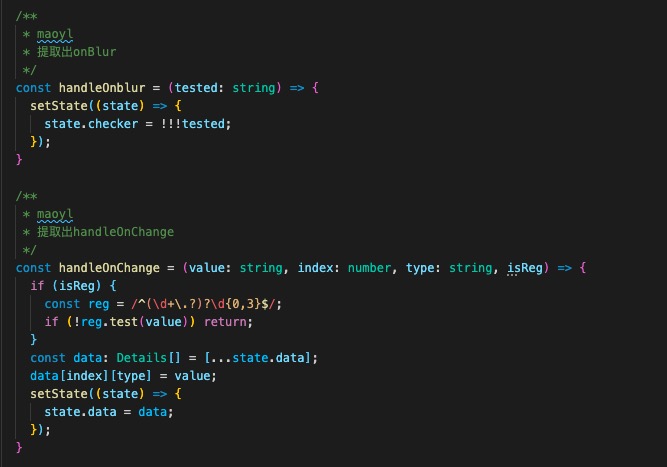 /**
 * maoyl
 * 提取出onBlur
 */
const handleOnblur = (tested: string) => {
  setState((state) => {
    state.checker = !!!tested;
  });
}
/**
 * maoyl
 * 提取出handleOnChange
 */
const handleOnChange = (value: string, index: number, type: string, isReg) => {
  if (isReg) {
    const reg = /^(\d+\.?)?\d{0,3}$/;
    if (!reg.test(value)) return;
  }
  const data: Details[] = [...state.data];
  data[index][type] = value;
  setState((state) => {
    state.data = data;
  });
}